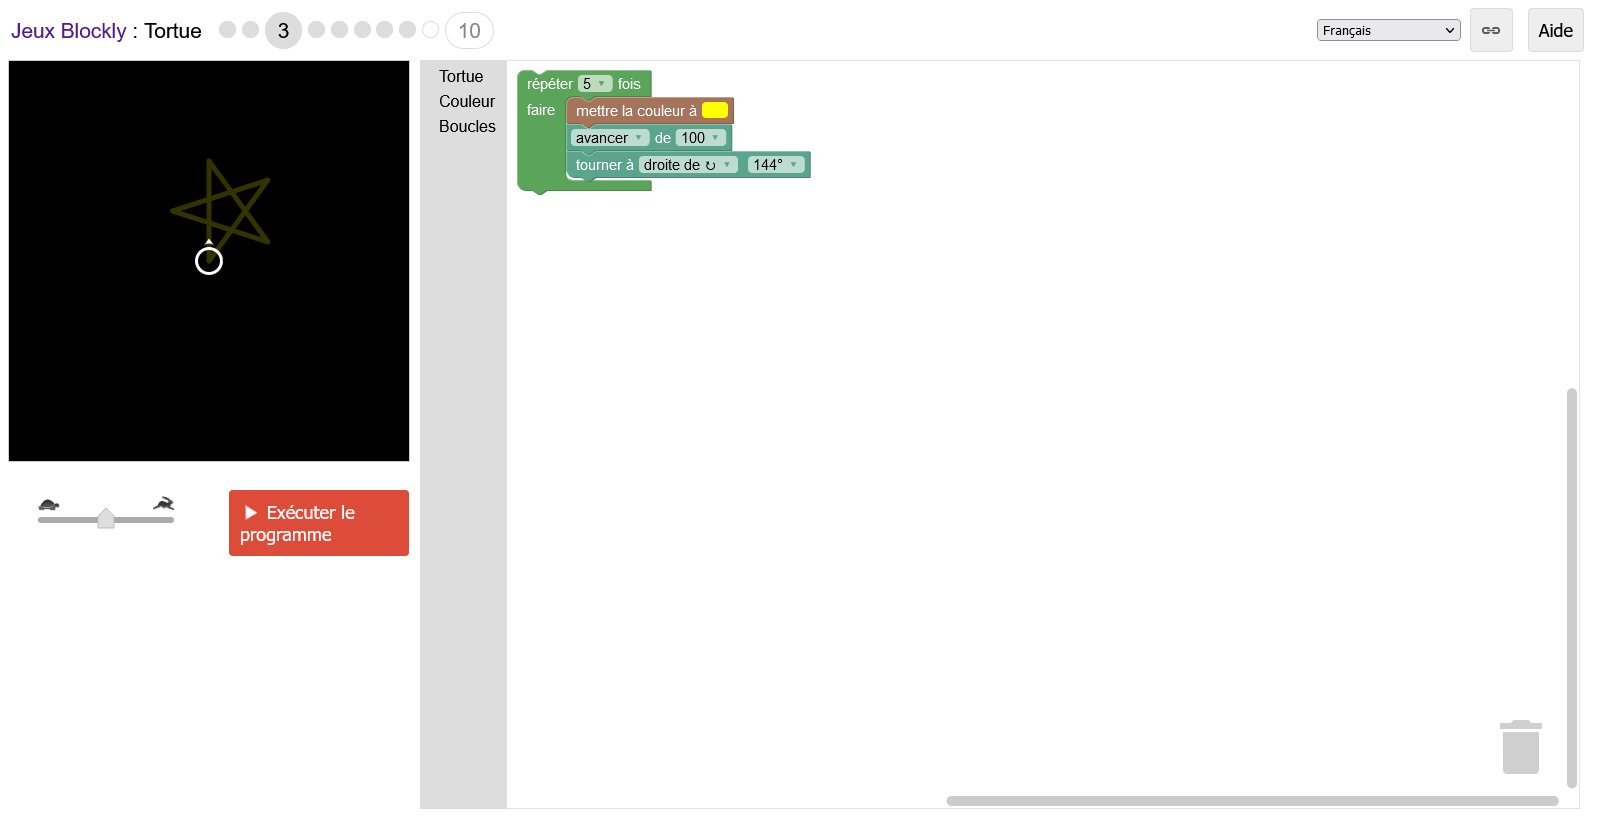 Jeux Blockly : Tortue 3 10 Français Aide
Tortue
Couleur
Boucles
répéter 5 fois
faire mettre la couleur à
avancer de 100
tourner à droite de ↻ 144°
Exécuter le
programme